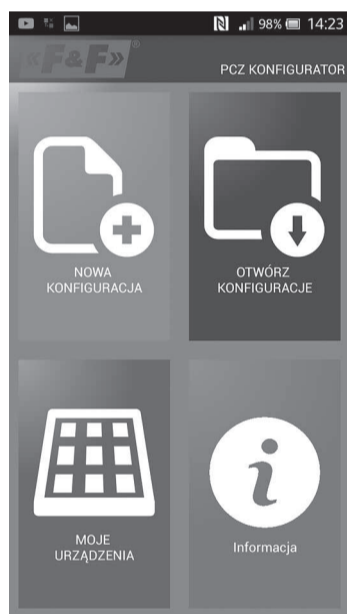 98% 14:23
«F&F»®
PCZ KONFIGURATOR
NOWA
KONFIGURACJA
OTWÓRZ
KONFIGURACJE
MOJE
URZĄDZENIA
Informacja